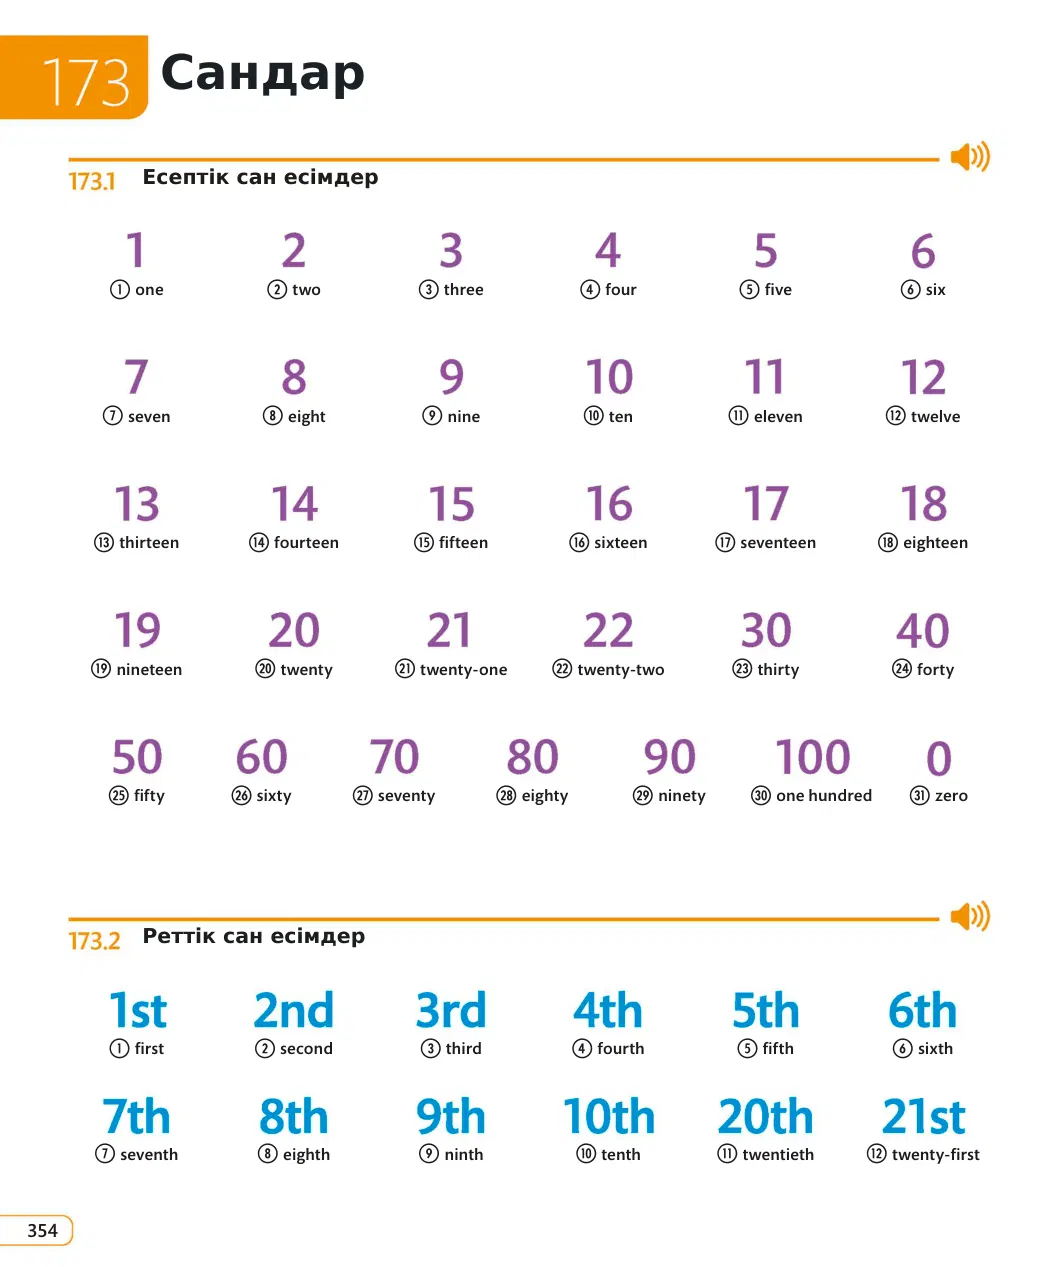 173 Сандар
173.1 Есептік сан есімдер
1 2 3 4 5 6
1 one 2 two 3 three 4 four 5 five 6 six
7 8 9 10 11 12
7 seven 8 eight 9 nine 10 ten 11 eleven 12 twelve
13 14 15 16 17 18
13 thirteen 14 fourteen 15 fifteen 16 sixteen 17 seventeen 18 eighteen
19 20 21 22 30 40
19 nineteen 20 twenty 21 twenty-one 22 twenty-two 23 thirty 24 forty
50 60 70 80 90 100 0
25 fifty 26 sixty 27 seventy 28 eighty 29 ninety 30 one hundred 31 zero
173.2 Реттік сан есімдер
1st 2nd 3rd 4th 5th 6th
1 first 2 second 3 third 4 fourth 5 fifth 6 sixth
7th 8th 9th 10th 20th 21st
7 seventh 8 eighth 9 ninth 10 tenth 11 twentieth 12 twenty-first
354